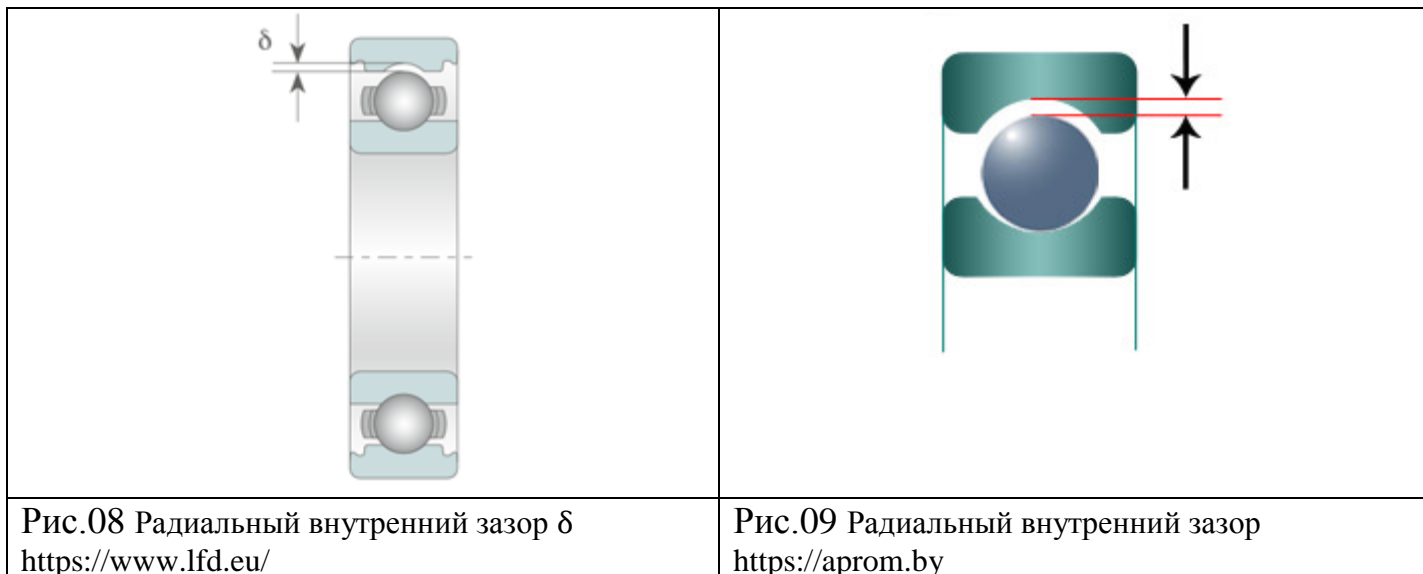 δ
Рис.08 Радиальный внутренний зазор δ
https://www.lfd.eu/
Рис.09 Радиальный внутренний зазор
https://aprom.by